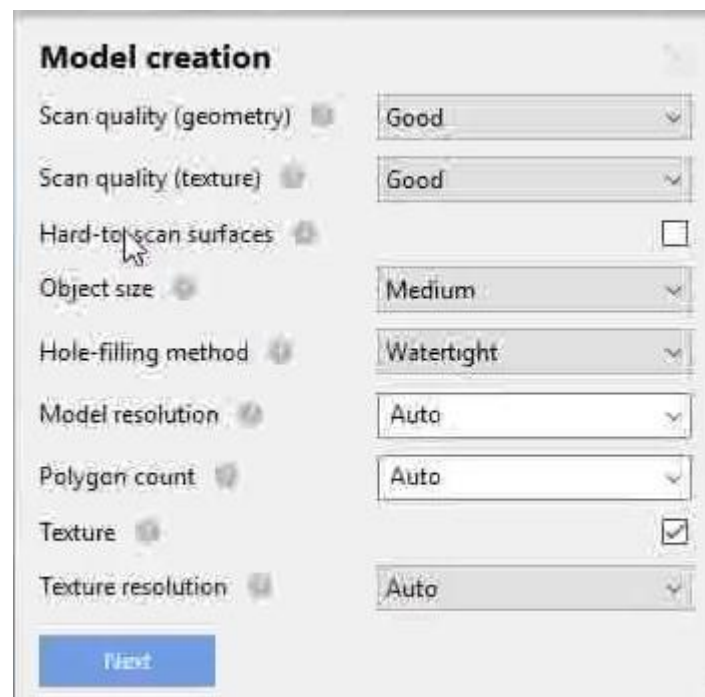 Model creation
Scan quality (geometry) Good
Scan quality (texture) Good
Hard-to-scan surfaces
Object size Medium
Hole-filling method Watertight
Model resolution Auto
Polygon count Auto
Texture
Texture resolution Auto
Next